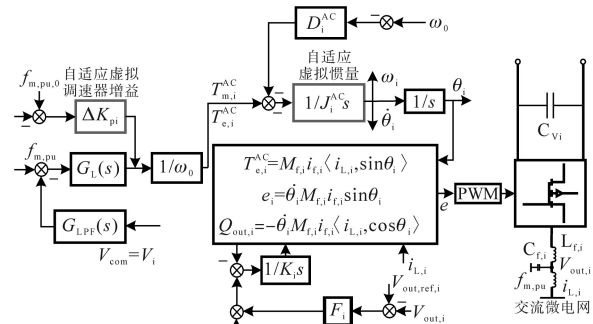 D_i^AC
ω_0
f_m,pu,0
自适应虚拟
调速器增益
ΔK_pi
自适应
虚拟惯量
T_m,i^AC
T_e,i^AC
1/J_i^AC s
ω_i
θ̇_i
1/s
θ_i
C_Vi
f_m,pu
G_L(s)
1/ω_0
G_LPF(s)
V_com=V_i
T_e,i^AC=M_f,i i_f,i⟨i_L,i,sinθ_i⟩
e_i=θ̇_i M_f,i i_f,i sinθ_i
Q_out,i=-θ̇_i M_f,i i_f,i⟨i_L,i,cosθ_i⟩
e
PWM
1/K_i s
i_L,i
V_out,ref,i
F_i
V_out,i
L_f,i
C_f,i
V_out,i
f_m,pu
i_L,i
交流微电网